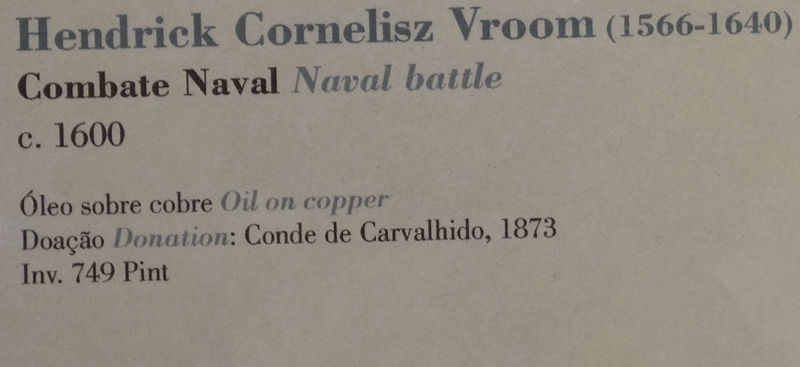 Hendrick Cornelisz Vroom (1566-1640)
Combate Naval Naval battle
c. 1600
Óleo sobre cobre Oil on copper
Doação Donation: Conde de Carvalhido, 1873
Inv. 749 Pint